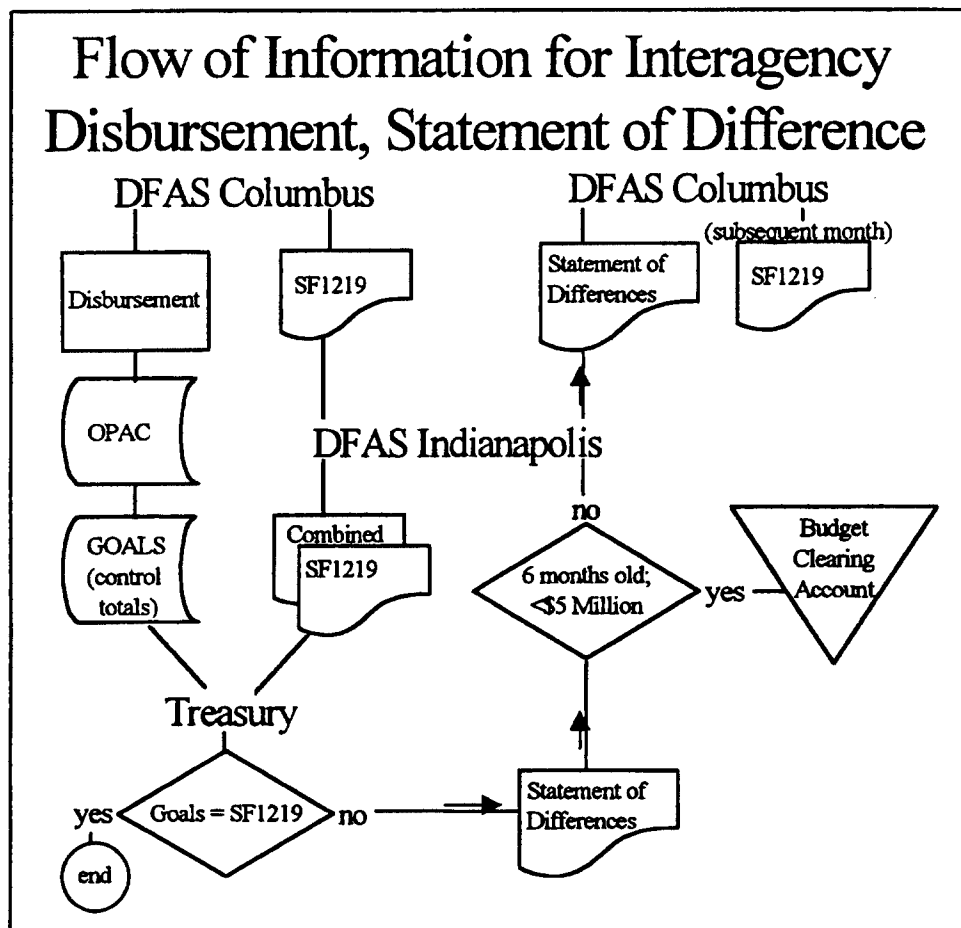 Flow of Information for Interagency
Disbursement, Statement of Difference
DFAS Columbus
DFAS Columbus
(subsequent month)
Disbursement
SF1219
Statement of
Differences
SF1219
OPAC
DFAS Indianapolis
GOALS
(control
totals)
Combined
SF1219
no
6 months old;
<$5 Million
yes
Budget
Clearing
Account
Treasury
yes
Goals = SF1219
no
Statement of
Differences
end